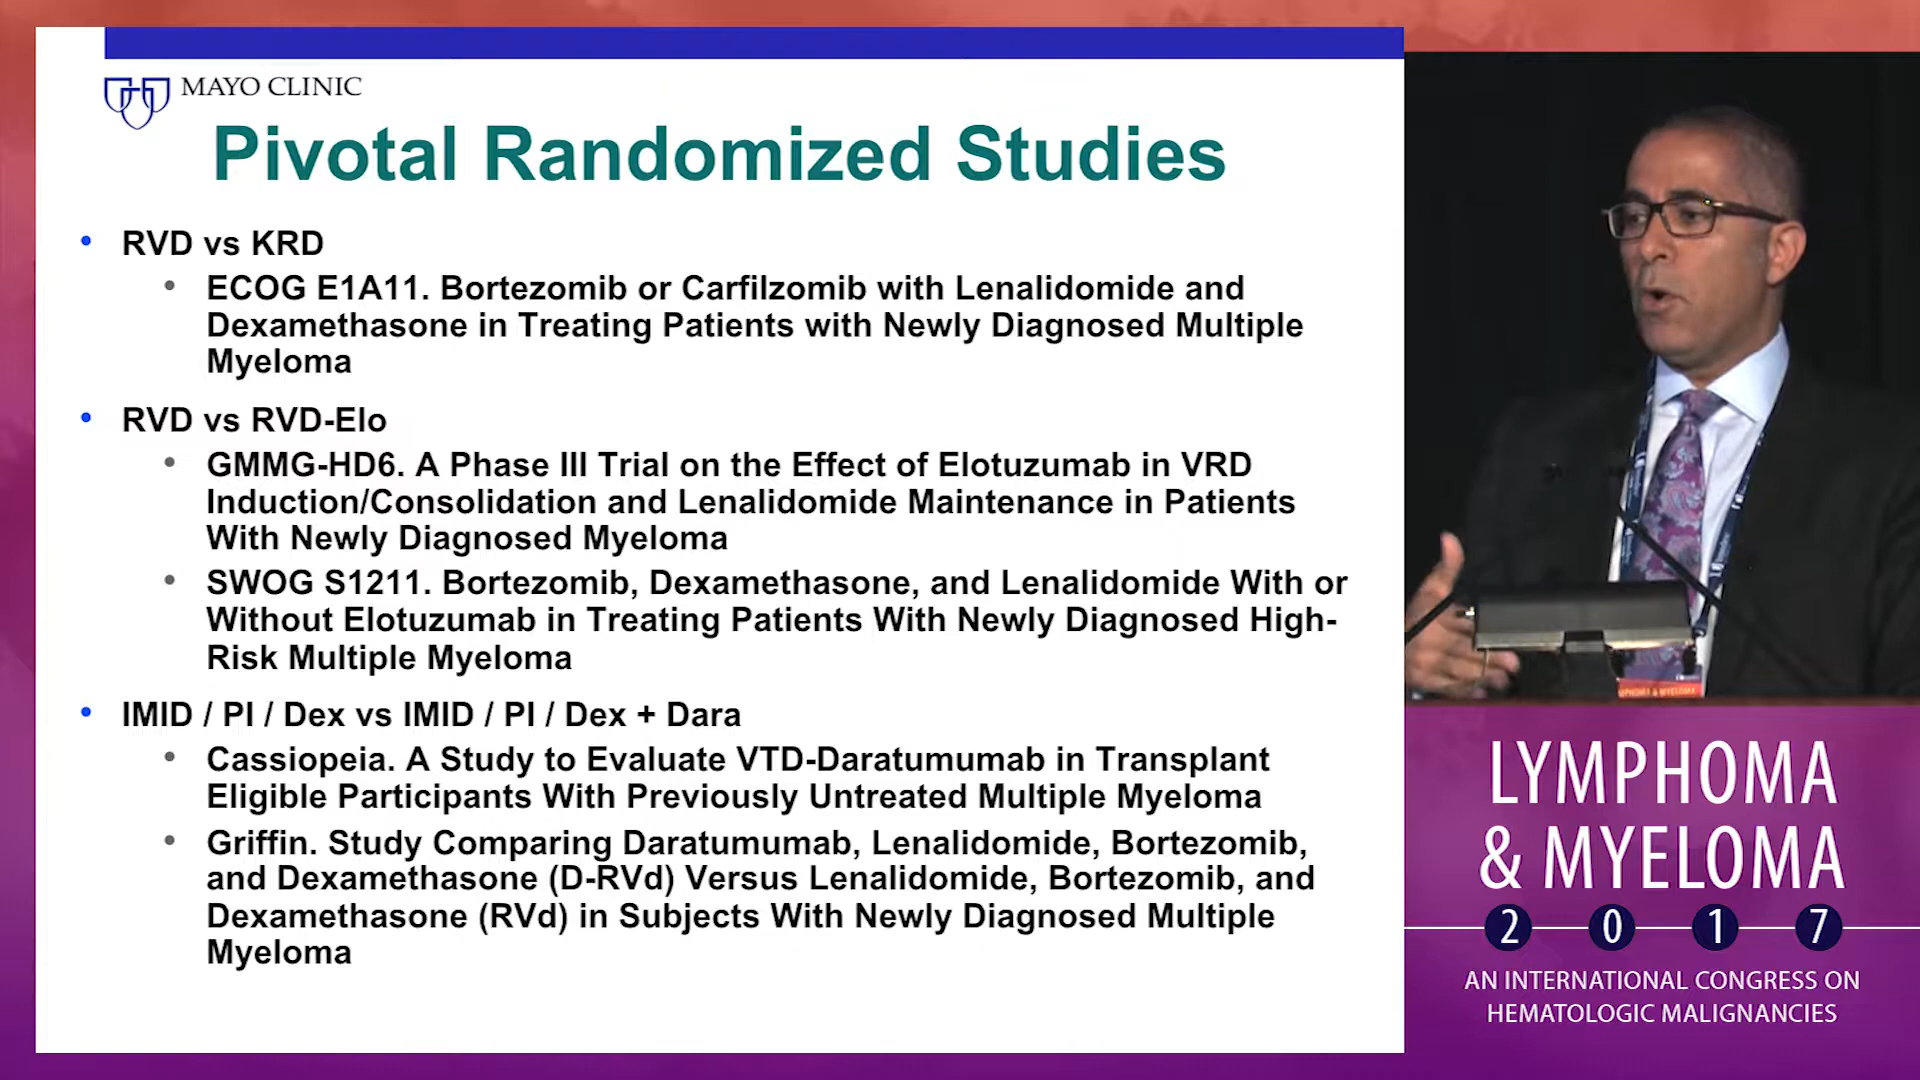 MAYO CLINIC
Pivotal Randomized Studies
• RVD vs KRD
• ECOG E1A11. Bortezomib or Carfilzomib with Lenalidomide and
Dexamethasone in Treating Patients with Newly Diagnosed Multiple
Myeloma
• RVD vs RVD-Elo
• GMMG-HD6. A Phase III Trial on the Effect of Elotuzumab in VRD
Induction/Consolidation and Lenalidomide Maintenance in Patients
With Newly Diagnosed Myeloma
• SWOG S1211. Bortezomib, Dexamethasone, and Lenalidomide With or
Without Elotuzumab in Treating Patients With Newly Diagnosed High-
Risk Multiple Myeloma
• IMID / PI / Dex vs IMID / PI / Dex + Dara
• Cassiopeia. A Study to Evaluate VTD-Daratumumab in Transplant
Eligible Participants With Previously Untreated Multiple Myeloma
• Griffin. Study Comparing Daratumumab, Lenalidomide, Bortezomib,
and Dexamethasone (D-RVd) Versus Lenalidomide, Bortezomib, and
Dexamethasone (RVd) in Subjects With Newly Diagnosed Multiple
Myeloma
LYMPHOMA
& MYELOMA
2 0 1 7
AN INTERNATIONAL CONGRESS ON
HEMATOLOGIC MALIGNANCIES